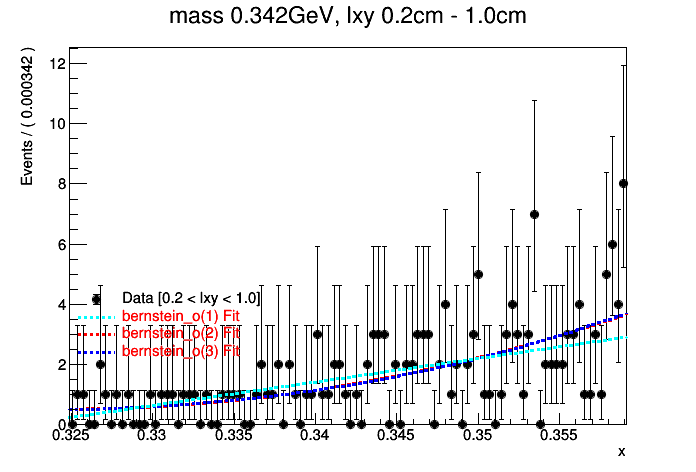 mass 0.342GeV, lxy 0.2cm - 1.0cm
Events / ( 0.000342 )
12
10
8
6
4
2
0
Data [0.2 < lxy < 1.0]
bernstein_o(1) Fit
bernstein_o(2) Fit
bernstein_o(3) Fit
0.325 0.33 0.335 0.34 0.345 0.35 0.355
x